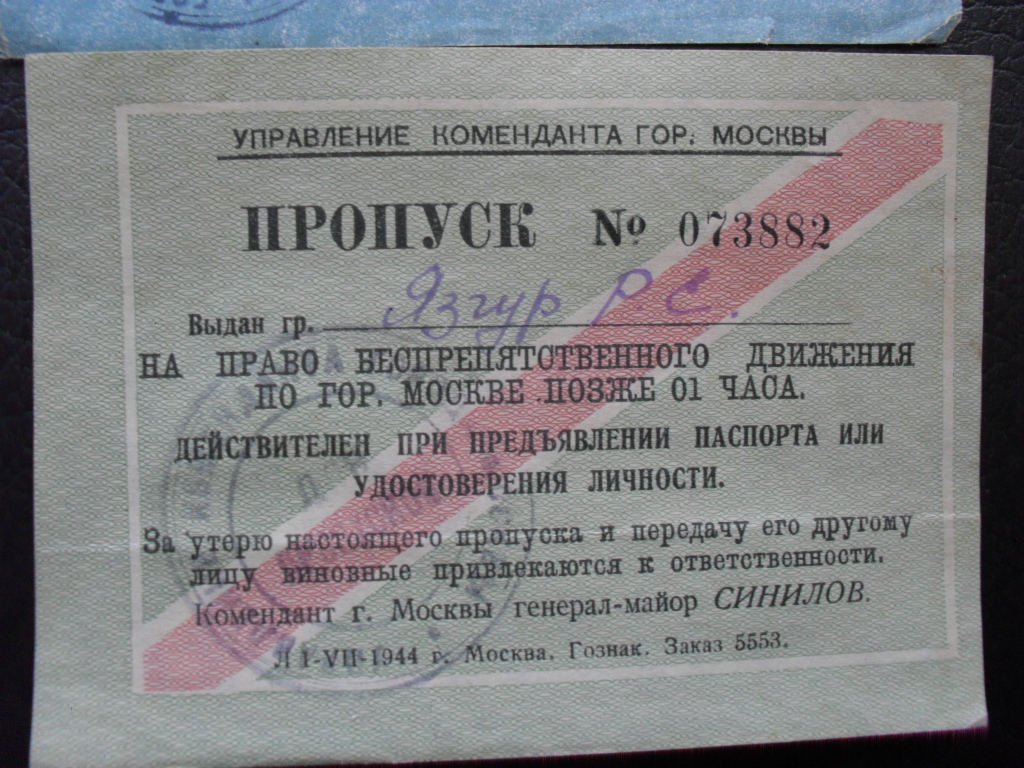 УПРАВЛЕНИЕ КОМЕНДАНТА ГОР. МОСКВЫ
ПРОПУСК № 073882
Выдан гр. Язгур Р С.
НА ПРАВО БЕСПРЕПЯТСТВЕННОГО ДВИЖЕНИЯ
ПО ГОР. МОСКВЕ ПОЗЖЕ 01 ЧАСА.
ДЕЙСТВИТЕЛЕН ПРИ ПРЕДЪЯВЛЕНИИ ПАСПОРТА ИЛИ
УДОСТОВЕРЕНИЯ ЛИЧНОСТИ.
За утерю настоящего пропуска и передачу его другому
лицу виновные привлекаются к ответственности.
Комендант г. Москвы генерал-майор СИНИЛОВ.
Л 1-VII-1944 г. Москва. Гознак. Заказ 5553.